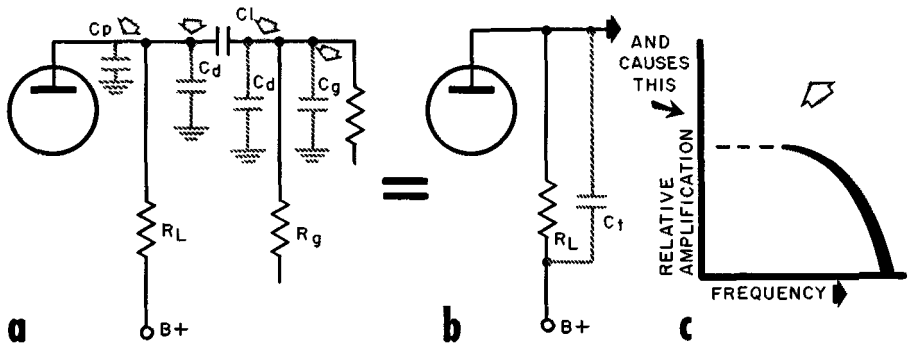 Cp
Cl
Cd
Cd
Cg
RL
Rg
B+
a
=
RL
Ct
B+
b
AND
CAUSES
THIS
RELATIVE
AMPLIFICATION
FREQUENCY
c